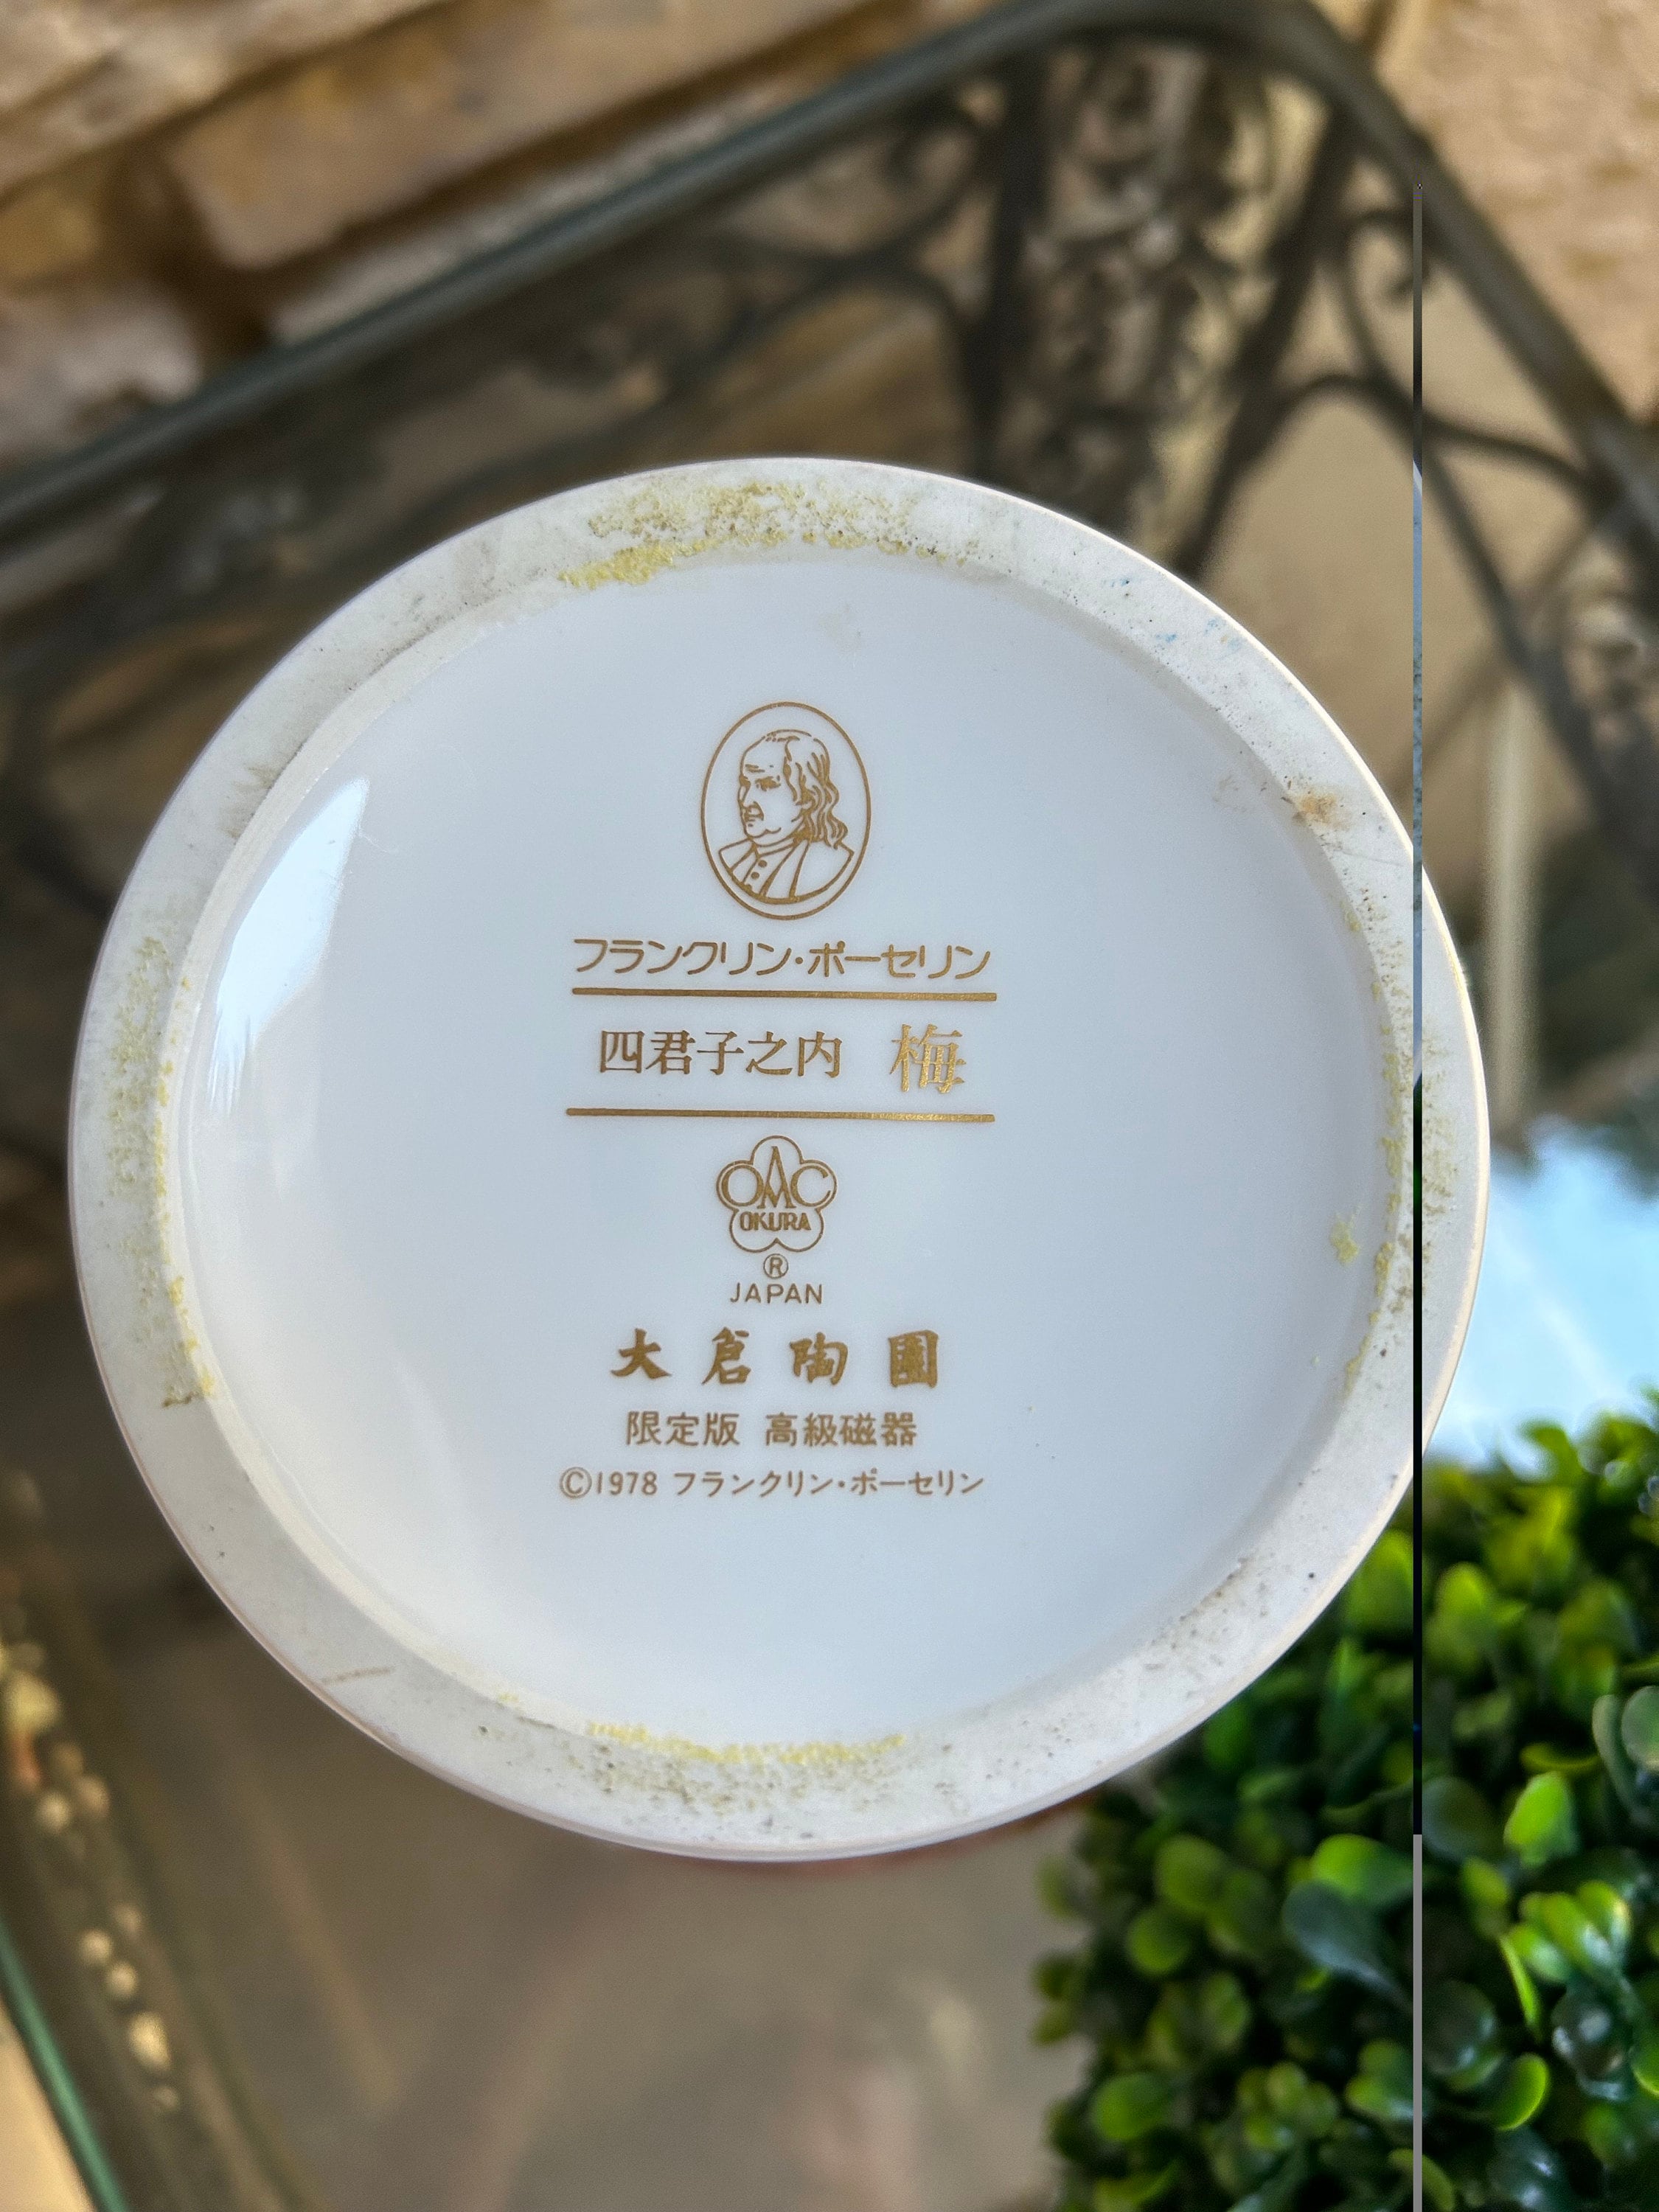 フランクリン・ポーセリン
四君子之内 梅
OAC
OKURA
®
JAPAN
大倉陶園
限定版 高級磁器
©1978 フランクリン・ポーセリン